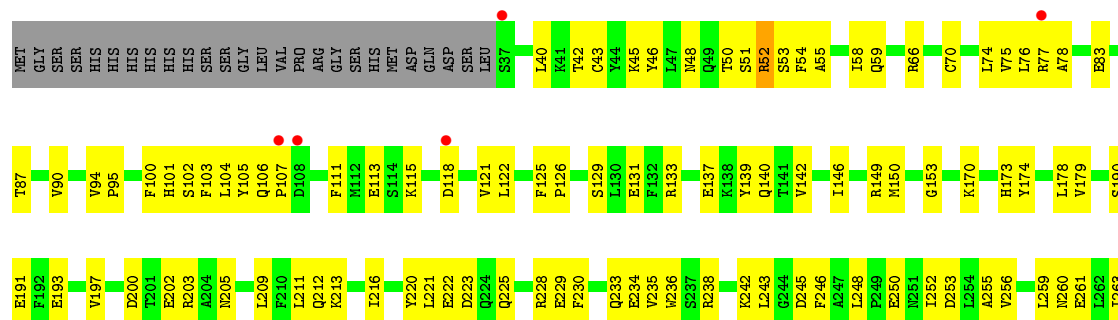 MET GLY SER SER HIS HIS HIS HIS HIS HIS SER SER GLY LEU VAL PRO ARG GLY SER HIS MET ASP GLN ASP SER LEU S37 L40 K41 T42 C43 Y44 K45 Y46 L47 N48 Q49 T50 S51 R52 S53 F54 A55 I58 Q59 R66 C70 L74 V75 L76 R77 A78 E83
T87 V90 V94 P95 F100 H101 S102 F103 L104 Y105 Q106 P107 D108 F111 M112 E113 S114 K115 D118 V121 L122 F125 P126 S129 L130 E131 F132 R133 E137 K138 Y139 Q140 T141 V142 I146 R149 M150 G153 K170 H173 Y174 L178 V179
E191 F192 E193 V197 D200 T201 E202 R203 A204 N205 L209 F210 L211 Q212 K213 I216 Y220 L221 E222 D223 Q224 Q225 R228 E229 F230 Q233 E234 V235 W236 S237 R238 K242 L243 G244 D245 F246 A247 L248 P249 E250 N251 I252 D253 L254 A255 V256 L259 N260 E261 L262